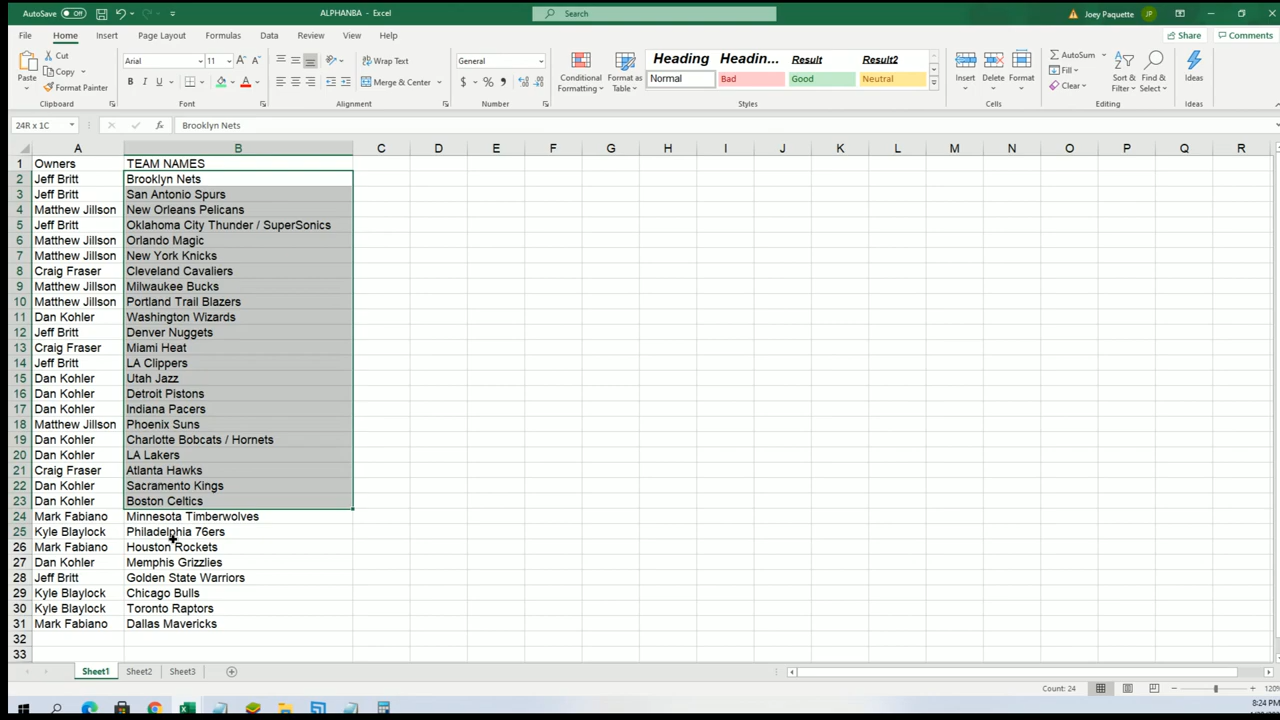 AutoSave Off ALPHANBA - Excel Search Joey Paquette JP
File Home Insert Page Layout Formulas Data Review View Help Share Comments
Paste Cut Copy Format Painter Clipboard
Arial 11 A A B I U A Font
Wrap Text Merge & Center Alignment
General $ % Number
Conditional Formatting Format as Table
Heading Headin... Result Result2
Normal Bad Good Neutral
Styles
Insert Delete Format Cells
AutoSum Fill Clear Sort & Filter Find & Select Editing
Ideas Ideas
24R x 1C fx Brooklyn Nets
A B C D E F G H I J K L M N O P Q R
1 Owners TEAM NAMES
2 Jeff Britt Brooklyn Nets
3 Jeff Britt San Antonio Spurs
4 Matthew Jillson New Orleans Pelicans
5 Jeff Britt Oklahoma City Thunder / SuperSonics
6 Matthew Jillson Orlando Magic
7 Matthew Jillson New York Knicks
8 Craig Fraser Cleveland Cavaliers
9 Matthew Jillson Milwaukee Bucks
10 Matthew Jillson Portland Trail Blazers
11 Dan Kohler Washington Wizards
12 Jeff Britt Denver Nuggets
13 Craig Fraser Miami Heat
14 Jeff Britt LA Clippers
15 Dan Kohler Utah Jazz
16 Dan Kohler Detroit Pistons
17 Dan Kohler Indiana Pacers
18 Matthew Jillson Phoenix Suns
19 Dan Kohler Charlotte Bobcats / Hornets
20 Dan Kohler LA Lakers
21 Craig Fraser Atlanta Hawks
22 Dan Kohler Sacramento Kings
23 Dan Kohler Boston Celtics
24 Mark Fabiano Minnesota Timberwolves
25 Kyle Blaylock Philadelphia 76ers
26 Mark Fabiano Houston Rockets
27 Dan Kohler Memphis Grizzlies
28 Jeff Britt Golden State Warriors
29 Kyle Blaylock Chicago Bulls
30 Kyle Blaylock Toronto Raptors
31 Mark Fabiano Dallas Mavericks
32
33
Sheet1 Sheet2 Sheet3
Count: 24 120%
8:24 PM